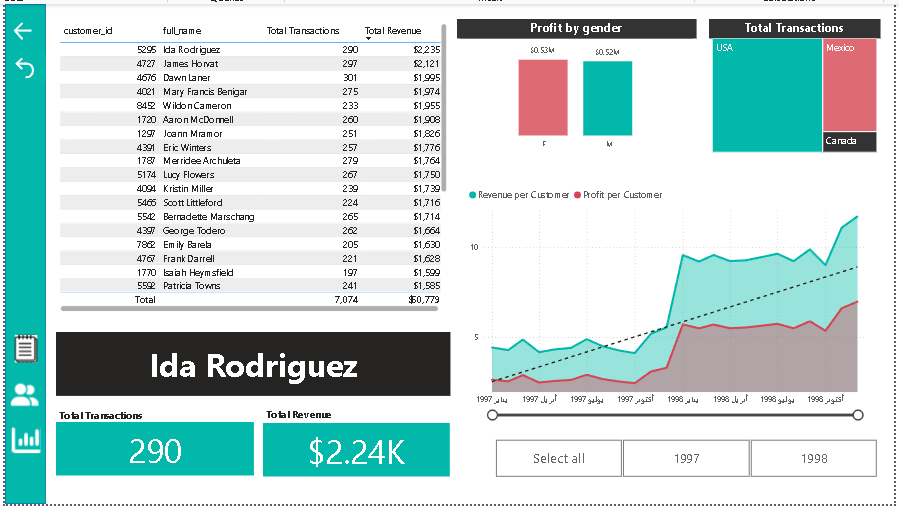 customer_id full_name Total Transactions Total Revenue
5295 Ida Rodriguez 290 $2,235
4727 James Horvat 297 $2,121
4676 Dawn Laner 301 $1,995
4021 Mary Francis Benigar 275 $1,974
8452 Wildon Cameron 233 $1,955
1720 Aaron McDonnell 260 $1,908
1297 Joann Mramor 251 $1,826
4391 Eric Winters 257 $1,776
1787 Merridee Archuleta 279 $1,764
5174 Lucy Flowers 267 $1,750
4094 Kristin Miller 239 $1,739
5465 Scott Littleford 224 $1,716
5542 Bernadette Marschang 265 $1,714
4397 George Todero 262 $1,664
7862 Emily Barela 205 $1,630
4767 Frank Darrell 221 $1,628
1770 Isaiah Heymsfield 197 $1,599
5592 Patricia Towns 241 $1,585
Total 7,074 $50,779
Ida Rodriguez
Total Transactions Total Revenue
290 $2.24K
Profit by gender
$0.53M $0.52M
F M
Total Transactions
USA Mexico
Canada
Revenue per Customer Profit per Customer
10
5
يناير 1997 أبريل 1997 يوليو 1997 أكتوبر 1997 يناير 1998 أبريل 1998 يوليو 1998 أكتوبر 1998
Select all 1997 1998